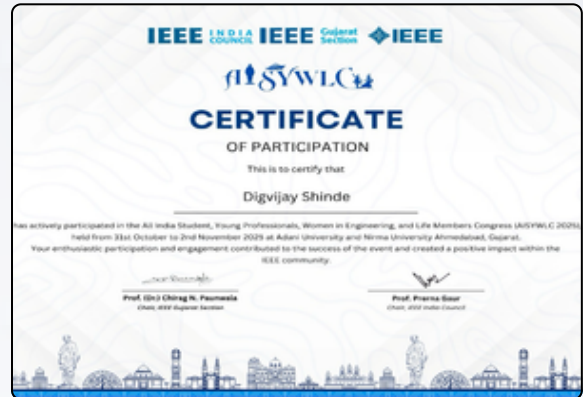 IEEE INDIA COUNCIL IEEE Gujarat Section IEEE
AISYWLC
CERTIFICATE
OF PARTICIPATION
This is to certify that
Digvijay Shinde
has actively participated in the All India Student, Young Professionals, Women in Engineering, and Life Members Congress (AISYWLC 2025),
held from 31st October to 2nd November 2025 at Adani University and Nirma University Ahmedabad, Gujarat.
Your enthusiastic participation and engagement contributed to the success of the event and created a positive impact within the
IEEE community.
Prof. (Dr.) Chirag N. Paunwala
Chair, IEEE Gujarat Section
Prof. Prerna Gaur
Chair, IEEE India Council